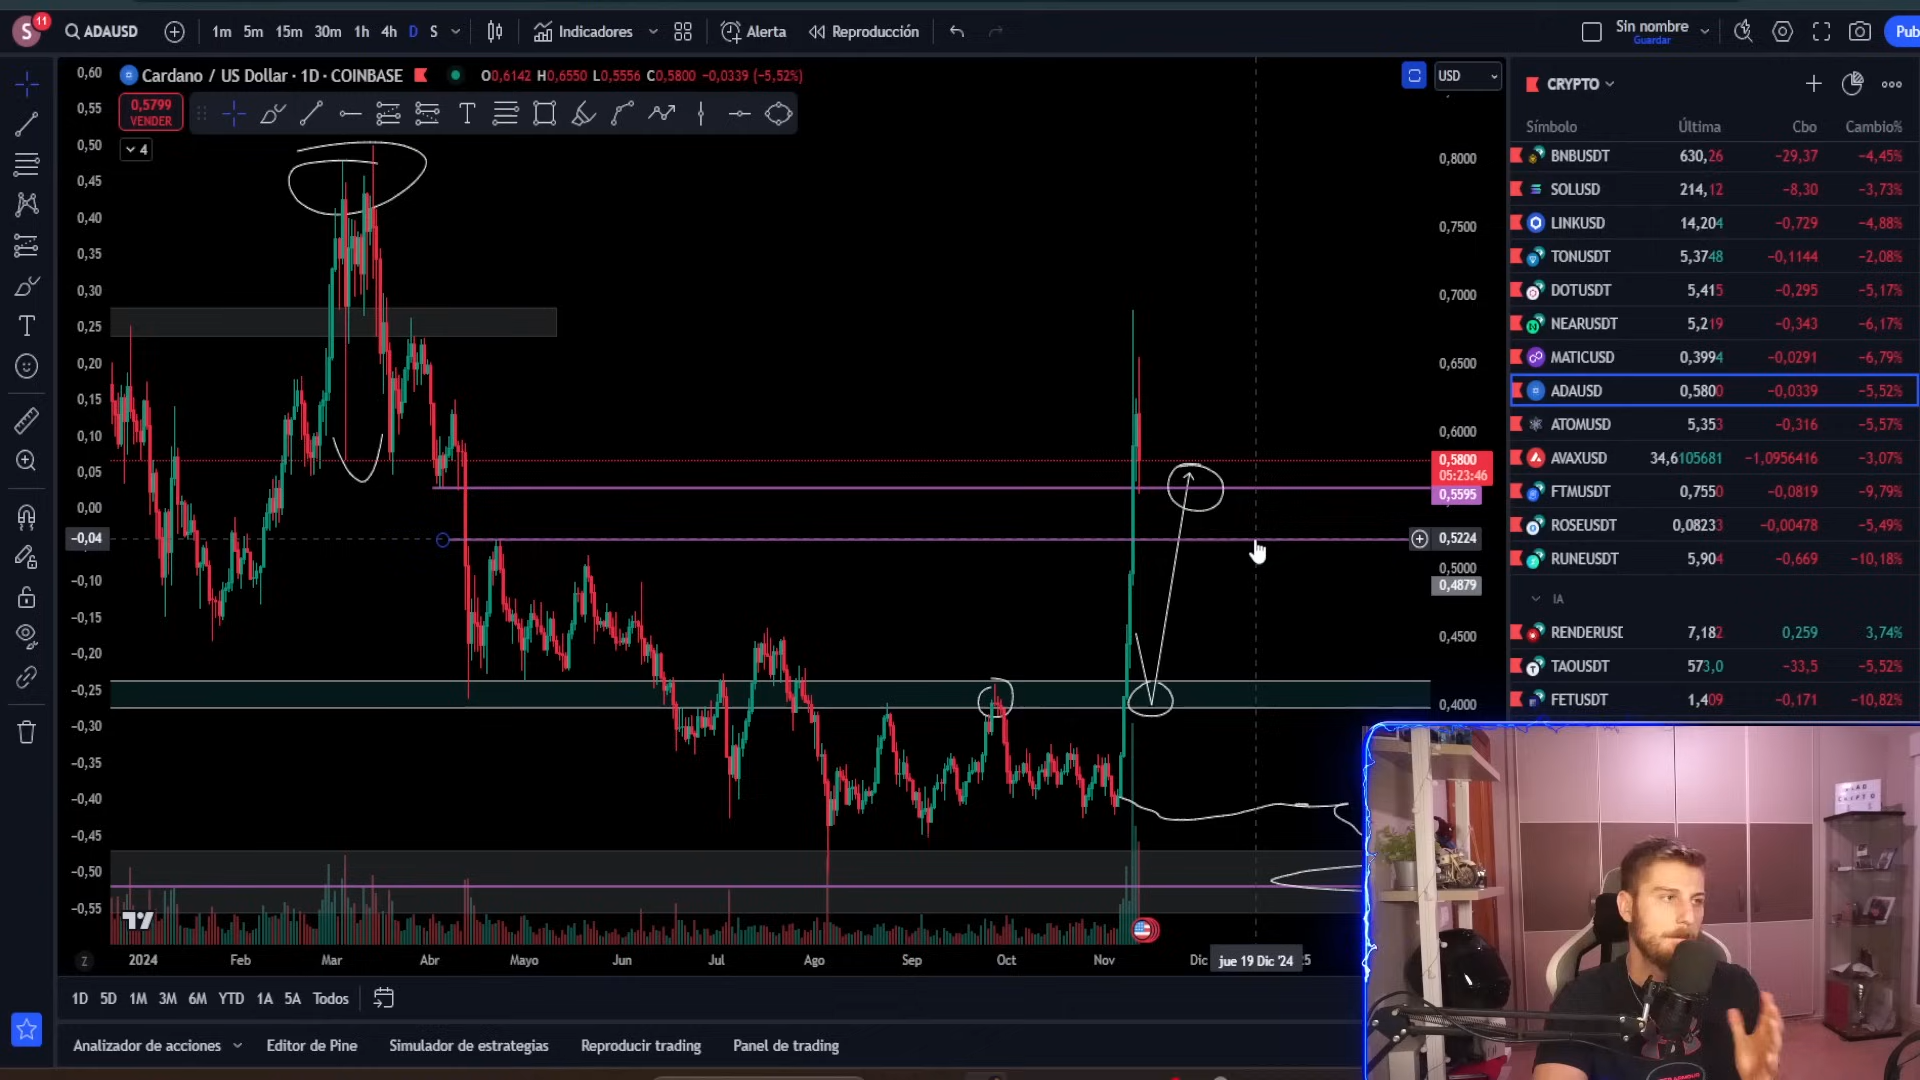 S 11 ADAUSD 1m 5m 15m 30m 1h 4h D S Indicadores Alerta Reproducción Sin nombre Guardar Pub
0,60 Cardano / US Dollar · 1D · COINBASE O0,6142 H0,6550 L0,5556 C0,5800 −0,0339 (−5,52%) USD
0,55 0,5799 VENDER
0,50 4
0,45 0,8000
0,40 0,7500
0,35
0,30 0,7000
0,25
0,20 0,6500
0,15
0,10 0,6000
0,05 0,5800
05:23:46
0,5595
0,00
−0,04 0,5224
0,5000
−0,10 0,4879
−0,15 0,4500
−0,20
−0,25 0,4000
−0,30
−0,35
−0,40
−0,45
−0,50
−0,55
Z 2024 Feb Mar Abr Mayo Jun Jul Ago Sep Oct Nov Dic jue 19 Dic '24 5
1D 5D 1M 3M 6M YTD 1A 5A Todos
Analizador de acciones Editor de Pine Simulador de estrategias Reproducir trading Panel de trading
CRYPTO
Símbolo Última Cbo Cambio%
BNBUSDT 630,26 −29,37 −4,45%
SOLUSD 214,12 −8,30 −3,73%
LINKUSD 14,204 −0,729 −4,88%
TONUSDT 5,3748 −0,1144 −2,08%
DOTUSDT 5,415 −0,295 −5,17%
NEARUSDT 5,219 −0,343 −6,17%
MATICUSD 0,3994 −0,0291 −6,79%
ADAUSD 0,5800 −0,0339 −5,52%
ATOMUSD 5,353 −0,316 −5,57%
AVAXUSD 34,6105681 −1,0956416 −3,07%
FTMUSDT 0,7550 −0,0819 −9,79%
ROSEUSDT 0,08233 −0,00478 −5,49%
RUNEUSDT 5,904 −0,669 −10,18%
IA
RENDERUSD 7,182 0,259 3,74%
TAOUSDT 573,0 −33,5 −5,52%
FETUSDT 1,409 −0,171 −10,82%